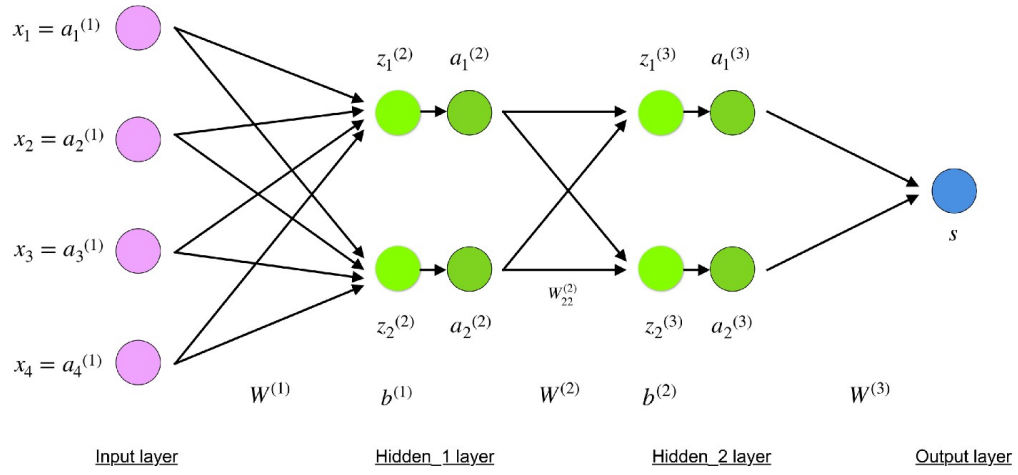 x₁ = a₁⁽¹⁾
x₂ = a₂⁽¹⁾
x₃ = a₃⁽¹⁾
x₄ = a₄⁽¹⁾
z₁⁽²⁾ a₁⁽²⁾ z₁⁽³⁾ a₁⁽³⁾
s
W₂₂⁽²⁾
z₂⁽²⁾ a₂⁽²⁾ z₂⁽³⁾ a₂⁽³⁾
W⁽¹⁾ b⁽¹⁾ W⁽²⁾ b⁽²⁾ W⁽³⁾
Input layer Hidden_1 layer Hidden_2 layer Output layer